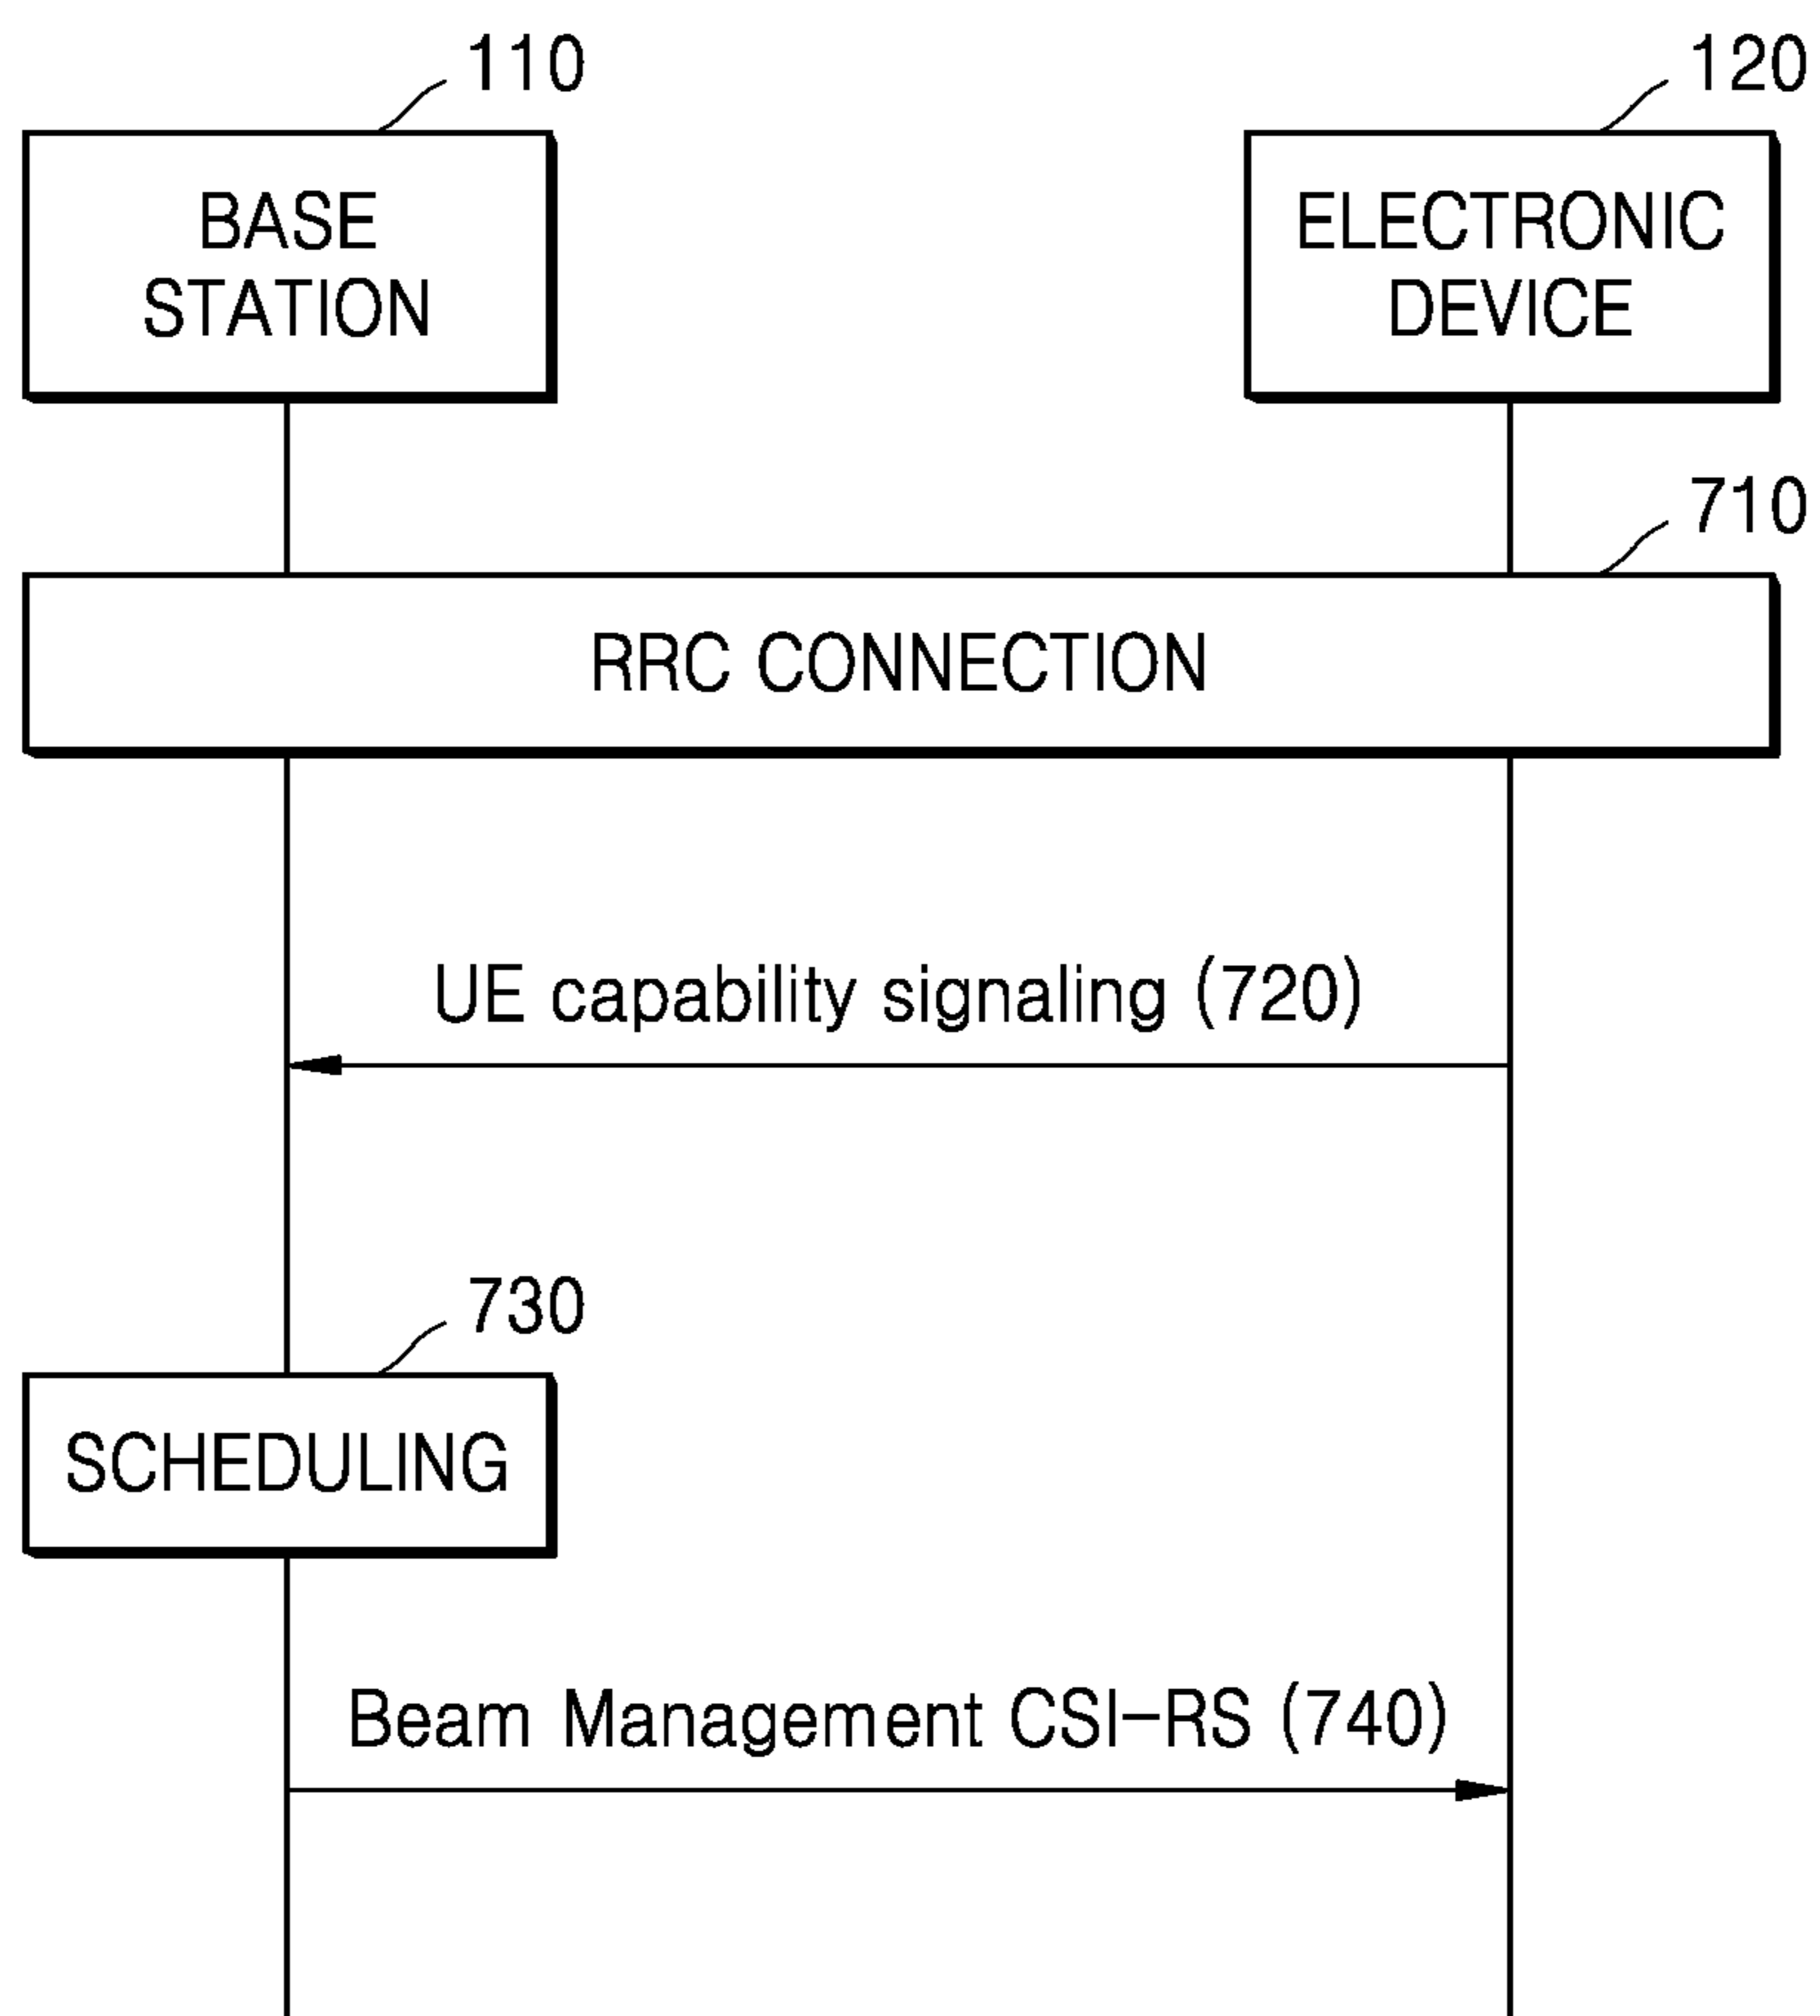 110
120
BASE
STATION
ELECTRONIC
DEVICE
710
RRC CONNECTION
UE capability signaling (720)
730
SCHEDULING
Beam Management CSI-RS (740)